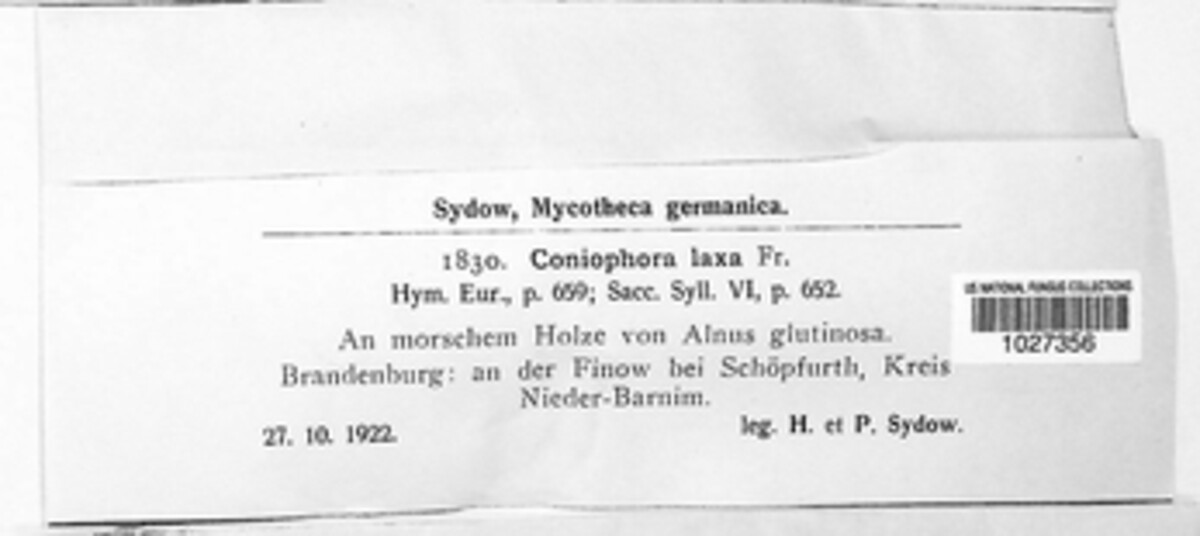 Sydow, Mycotheca germanica.
1830. Coniophora laxa Fr.
Hym. Eur., p. 659; Sacc. Syll. VI, p. 652.
An morschem Holze von Alnus glutinosa.
Brandenburg: an der Finow bei Schöpfurth, Kreis
Nieder-Barnim.
27. 10. 1922.
leg. H. et P. Sydow.
US NATIONAL FUNGUS COLLECTIONS
1027356